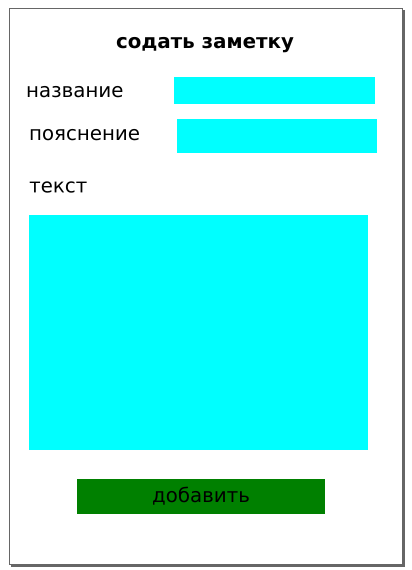 содать заметку
название
пояснение
текст
добавить